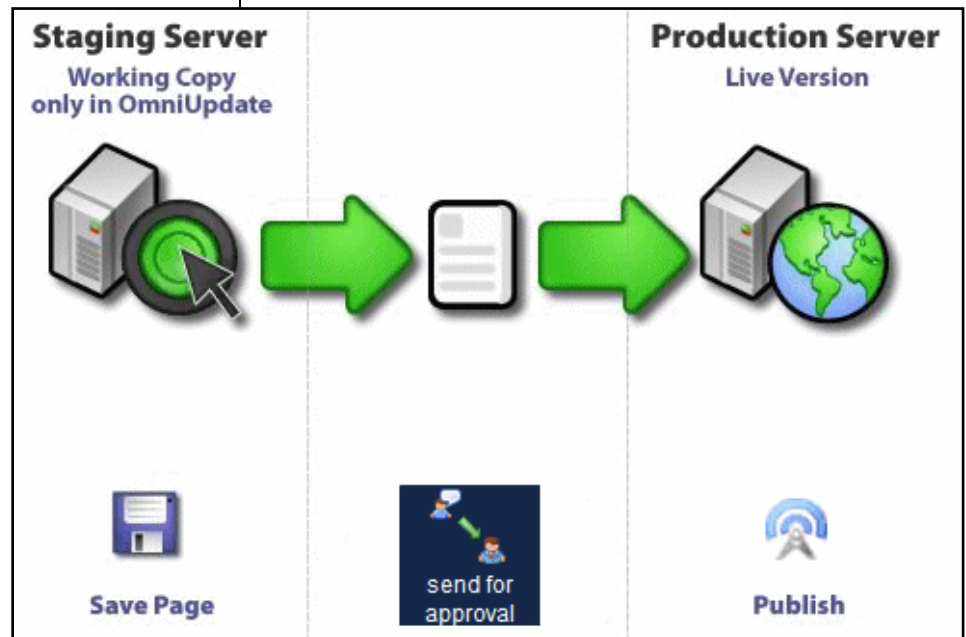 Staging Server
Working Copy
only in OmniUpdate
Production Server
Live Version
Save Page
send for
approval
Publish